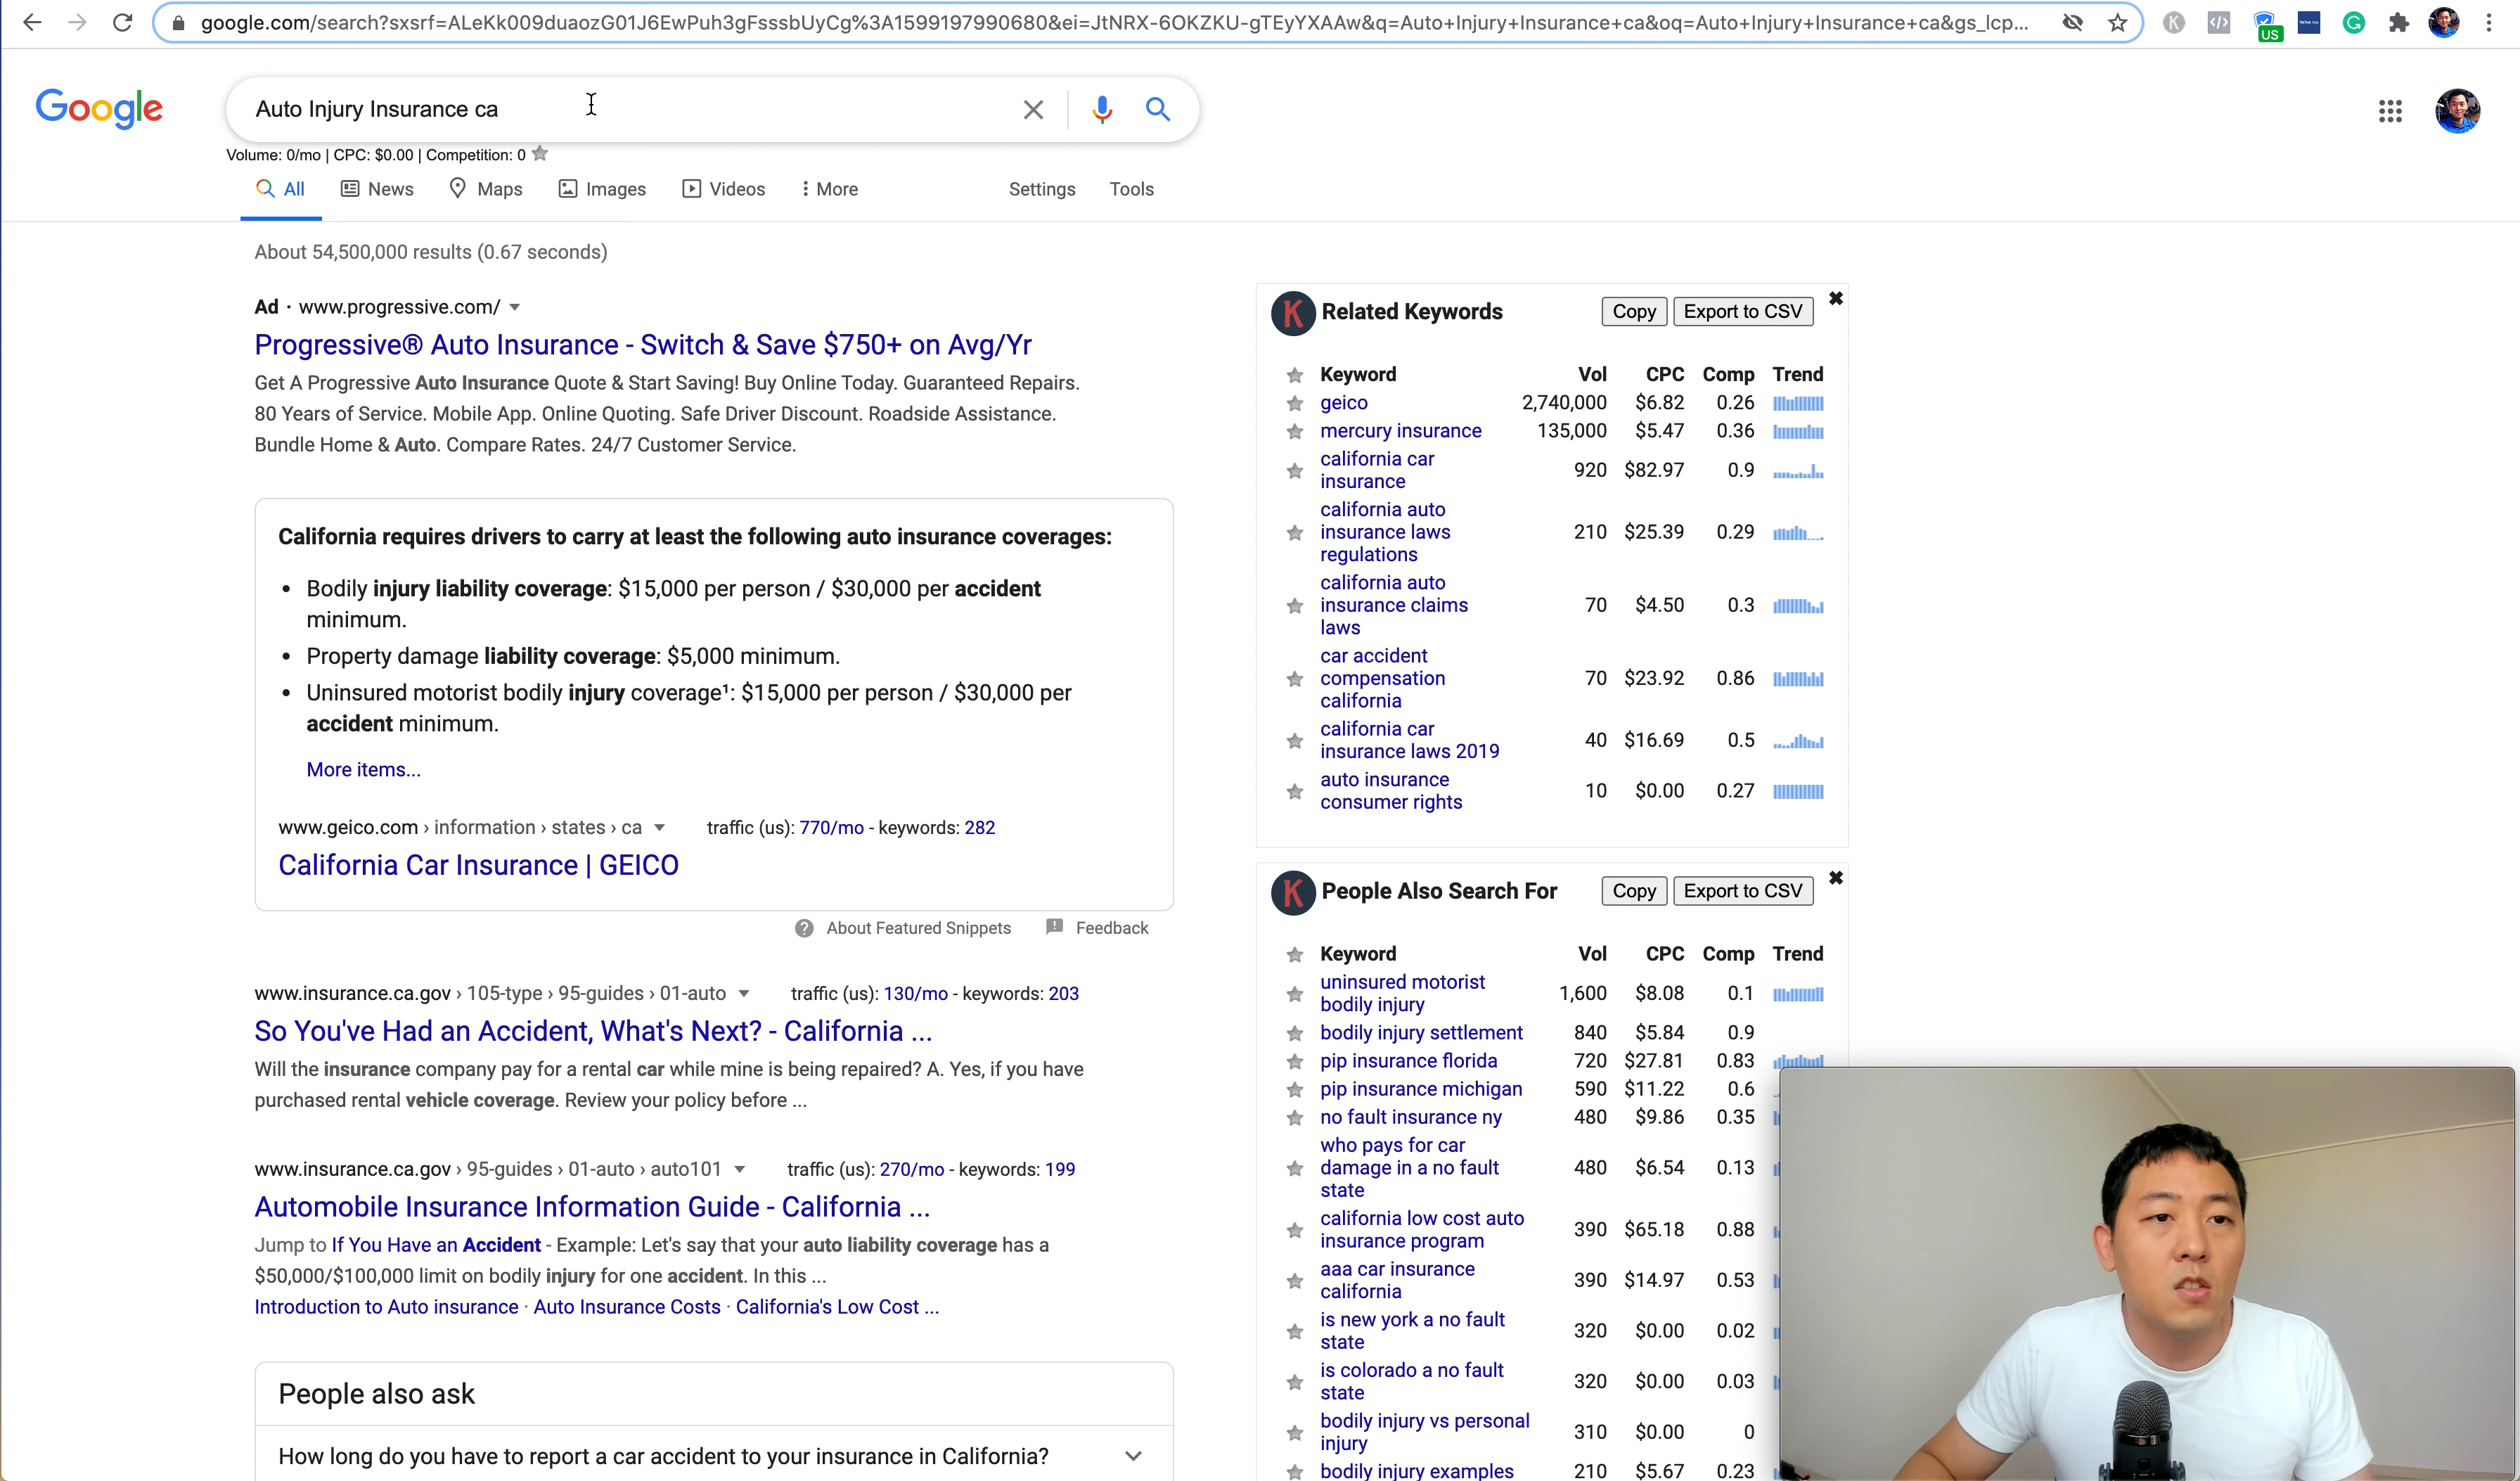 google.com/search?sxsrf=ALeKk009duaozG01J6EwPuh3gFsssbUyCg%3A1599197990680&ei=JtNRX-6OKZKU-gTEyYXAAw&q=Auto+Injury+Insurance+ca&oq=Auto+Injury+Insurance+ca&gs_lcp...
US
Google
Auto Injury Insurance ca
Volume: 0/mo | CPC: $0.00 | Competition: 0
All News Maps Images Videos More Settings Tools
About 54,500,000 results (0.67 seconds)
Ad · www.progressive.com/
Progressive® Auto Insurance - Switch & Save $750+ on Avg/Yr
Get A Progressive Auto Insurance Quote & Start Saving! Buy Online Today. Guaranteed Repairs.
80 Years of Service. Mobile App. Online Quoting. Safe Driver Discount. Roadside Assistance.
Bundle Home & Auto. Compare Rates. 24/7 Customer Service.
California requires drivers to carry at least the following auto insurance coverages:
• Bodily injury liability coverage: $15,000 per person / $30,000 per accident
minimum.
• Property damage liability coverage: $5,000 minimum.
• Uninsured motorist bodily injury coverage¹: $15,000 per person / $30,000 per
accident minimum.
More items...
www.geico.com › information › states › ca traffic (us): 770/mo - keywords: 282
California Car Insurance | GEICO
About Featured Snippets Feedback
www.insurance.ca.gov › 105-type › 95-guides › 01-auto traffic (us): 130/mo - keywords: 203
So You've Had an Accident, What's Next? - California ...
Will the insurance company pay for a rental car while mine is being repaired? A. Yes, if you have
purchased rental vehicle coverage. Review your policy before ...
www.insurance.ca.gov › 95-guides › 01-auto › auto101 traffic (us): 270/mo - keywords: 199
Automobile Insurance Information Guide - California ...
Jump to If You Have an Accident - Example: Let's say that your auto liability coverage has a
$50,000/$100,000 limit on bodily injury for one accident. In this ...
Introduction to Auto insurance · Auto Insurance Costs · California's Low Cost ...
People also ask
How long do you have to report a car accident to your insurance in California?
K Related Keywords Copy Export to CSV
Keyword Vol CPC Comp Trend
geico 2,740,000 $6.82 0.26
mercury insurance 135,000 $5.47 0.36
california car
insurance 920 $82.97 0.9
california auto
insurance laws 210 $25.39 0.29
regulations
california auto
insurance claims 70 $4.50 0.3
laws
car accident
compensation 70 $23.92 0.86
california
california car
insurance laws 2019 40 $16.69 0.5
auto insurance
consumer rights 10 $0.00 0.27
K People Also Search For Copy Export to CSV
Keyword Vol CPC Comp Trend
uninsured motorist
bodily injury 1,600 $8.08 0.1
bodily injury settlement 840 $5.84 0.9
pip insurance florida 720 $27.81 0.83
pip insurance michigan 590 $11.22 0.6
no fault insurance ny 480 $9.86 0.35
who pays for car
damage in a no fault 480 $6.54 0.13
state
california low cost auto
insurance program 390 $65.18 0.88
aaa car insurance
california 390 $14.97 0.53
is new york a no fault
state 320 $0.00 0.02
is colorado a no fault
state 320 $0.00 0.03
bodily injury vs personal
injury 310 $0.00 0
bodily injury examples 210 $5.67 0.23